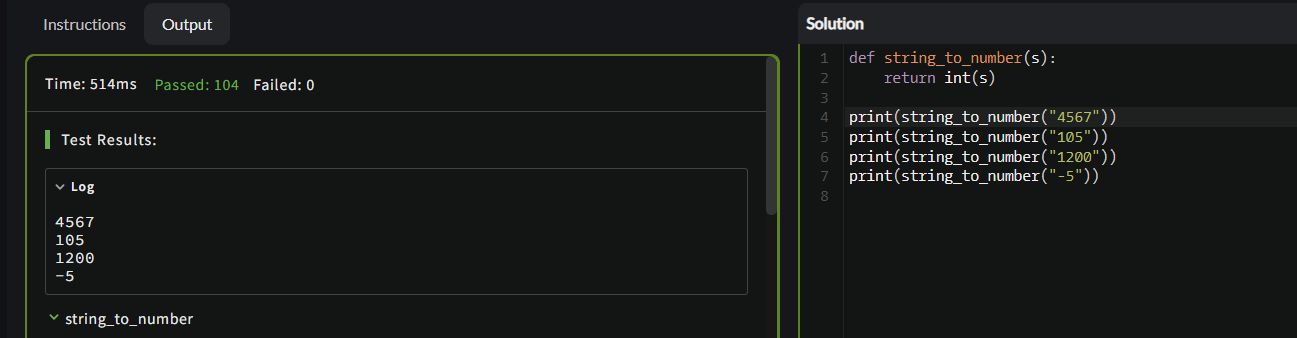 Instructions Output
Time: 514ms Passed: 104 Failed: 0
Test Results:
Log
4567
105
1200
-5
string_to_number
Solution
1 def string_to_number(s):
2     return int(s)
3
4 print(string_to_number("4567"))
5 print(string_to_number("105"))
6 print(string_to_number("1200"))
7 print(string_to_number("-5"))
8